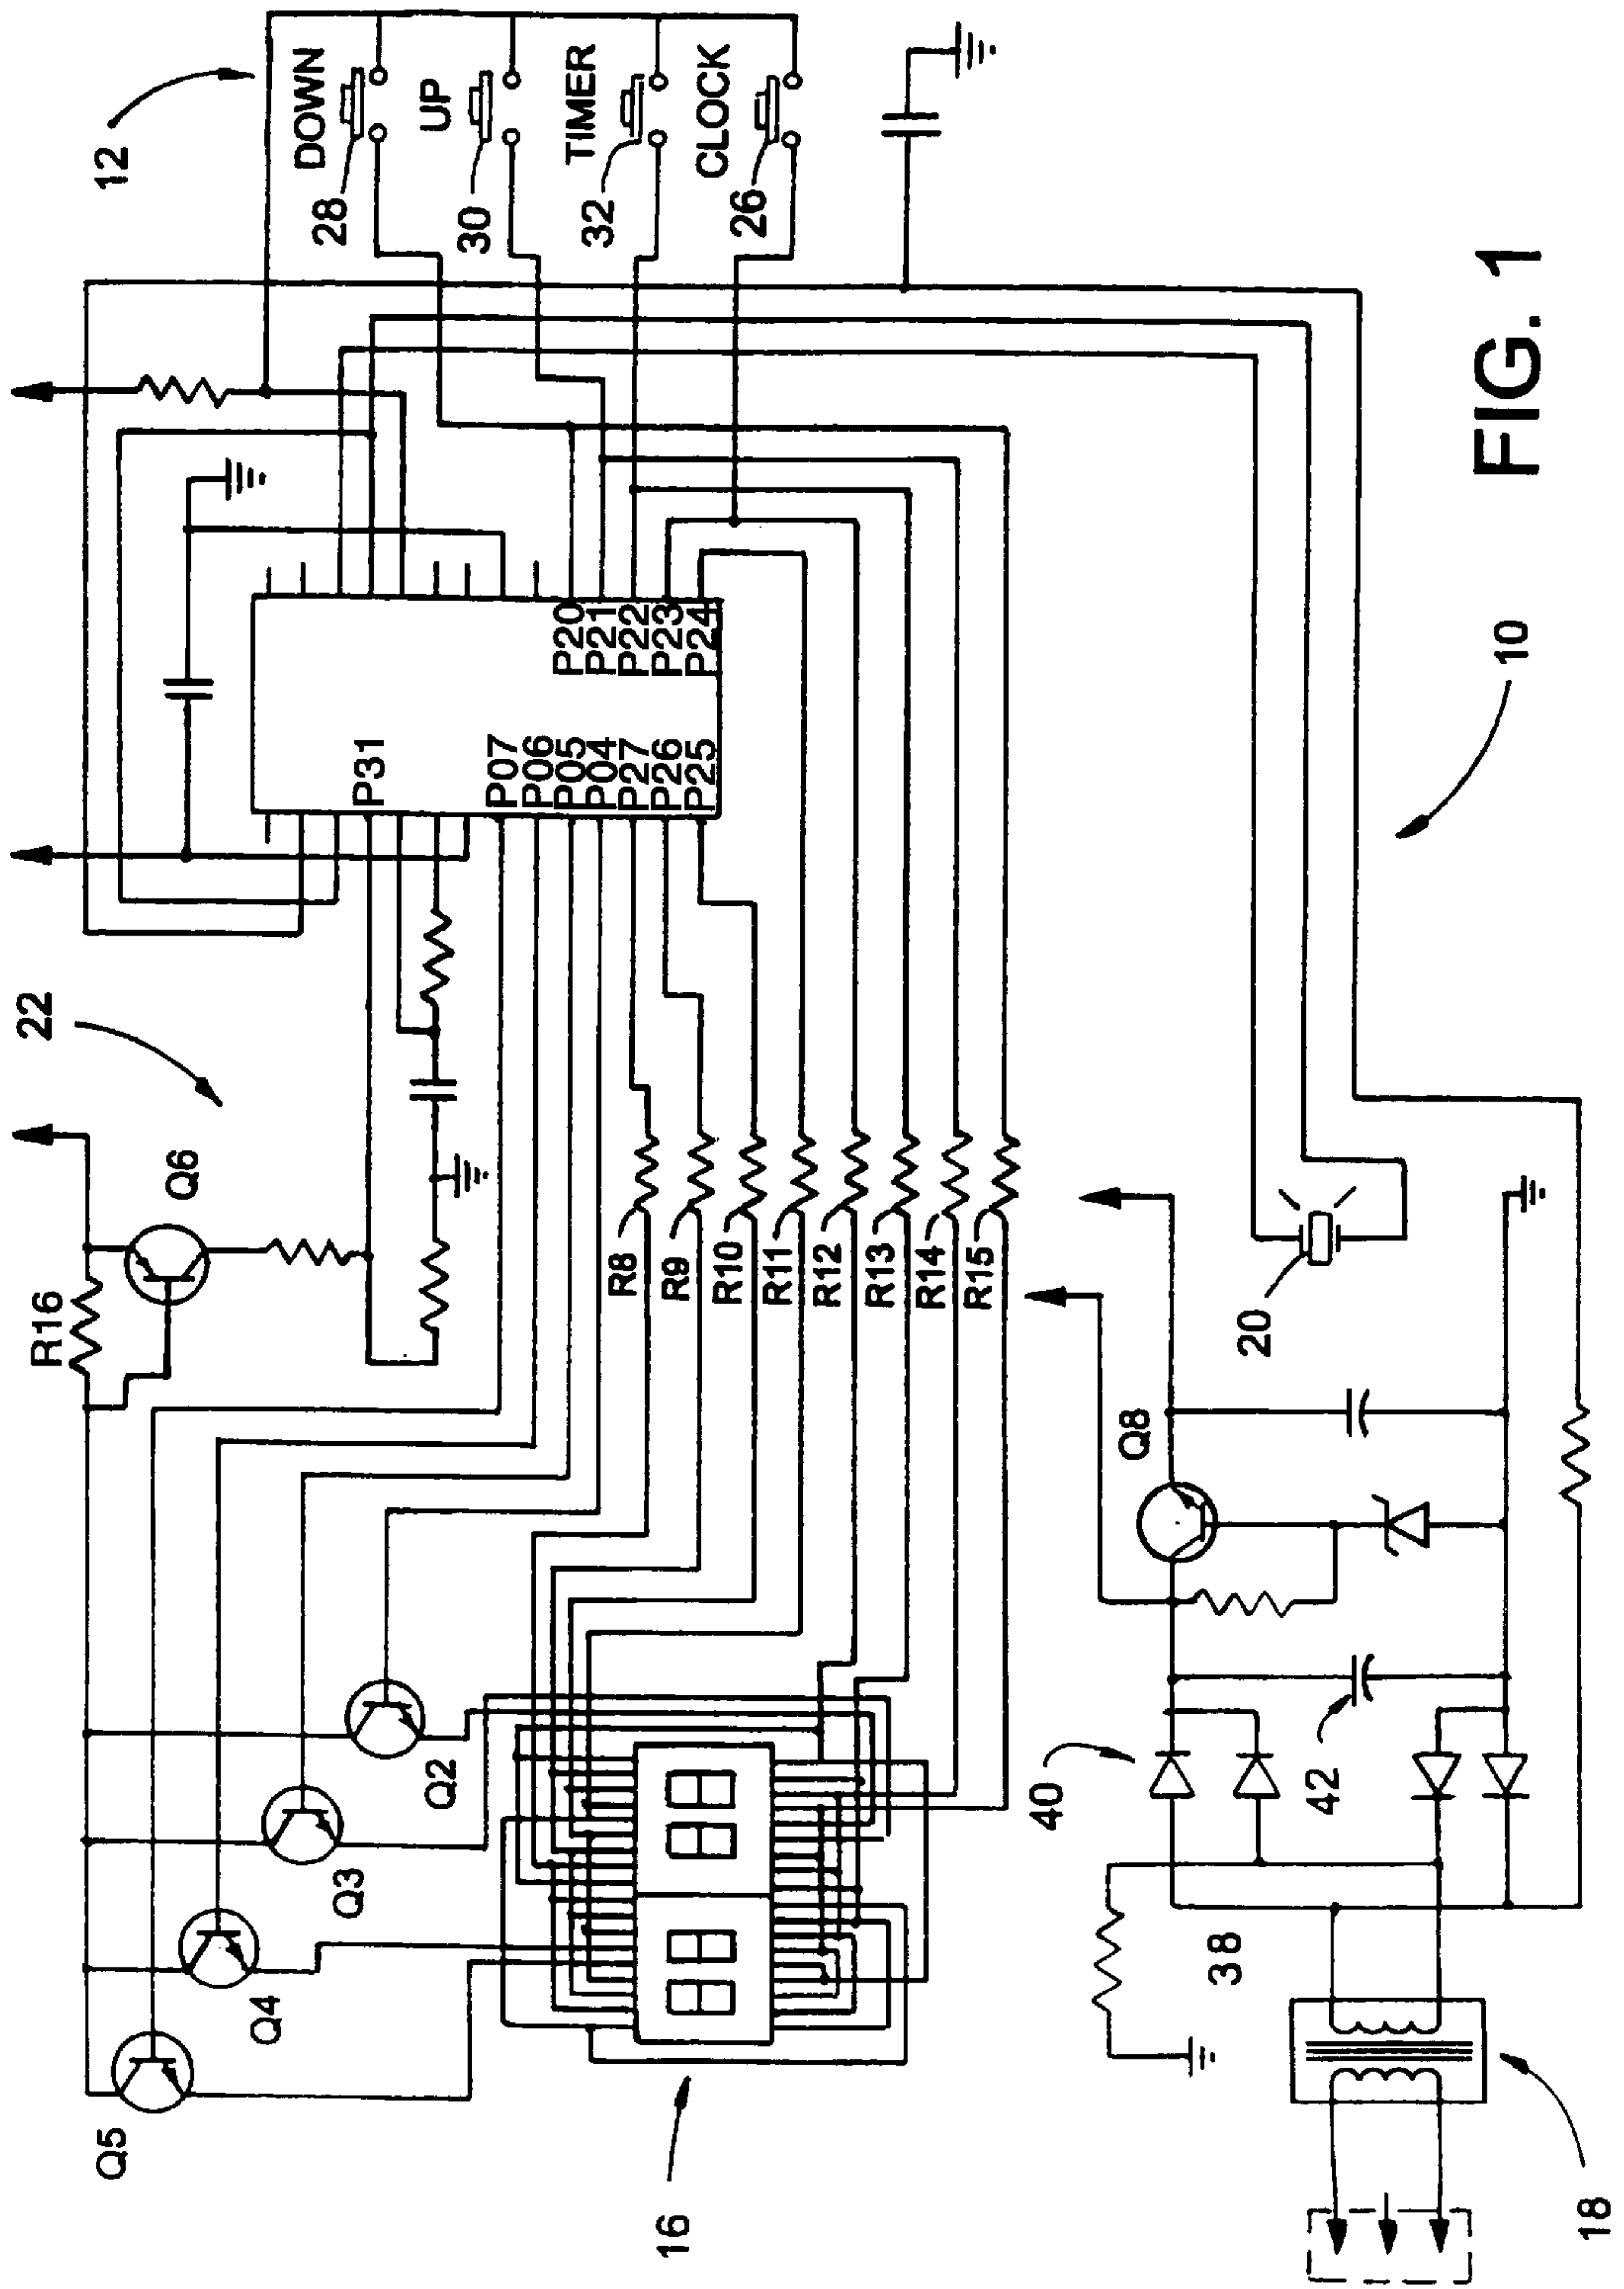 FIG. 1
10
12
DOWN
28
UP
30
TIMER
32
CLOCK
26
22
Q6
R16
P31
P07
P06
P05
P04
P27
P26
P25
P20
P21
P22
P23
P24
R8
R9
R10
R11
R12
R13
R14
R15
Q5
Q4
Q3
Q2
16
Q8
20
40
42
38
18